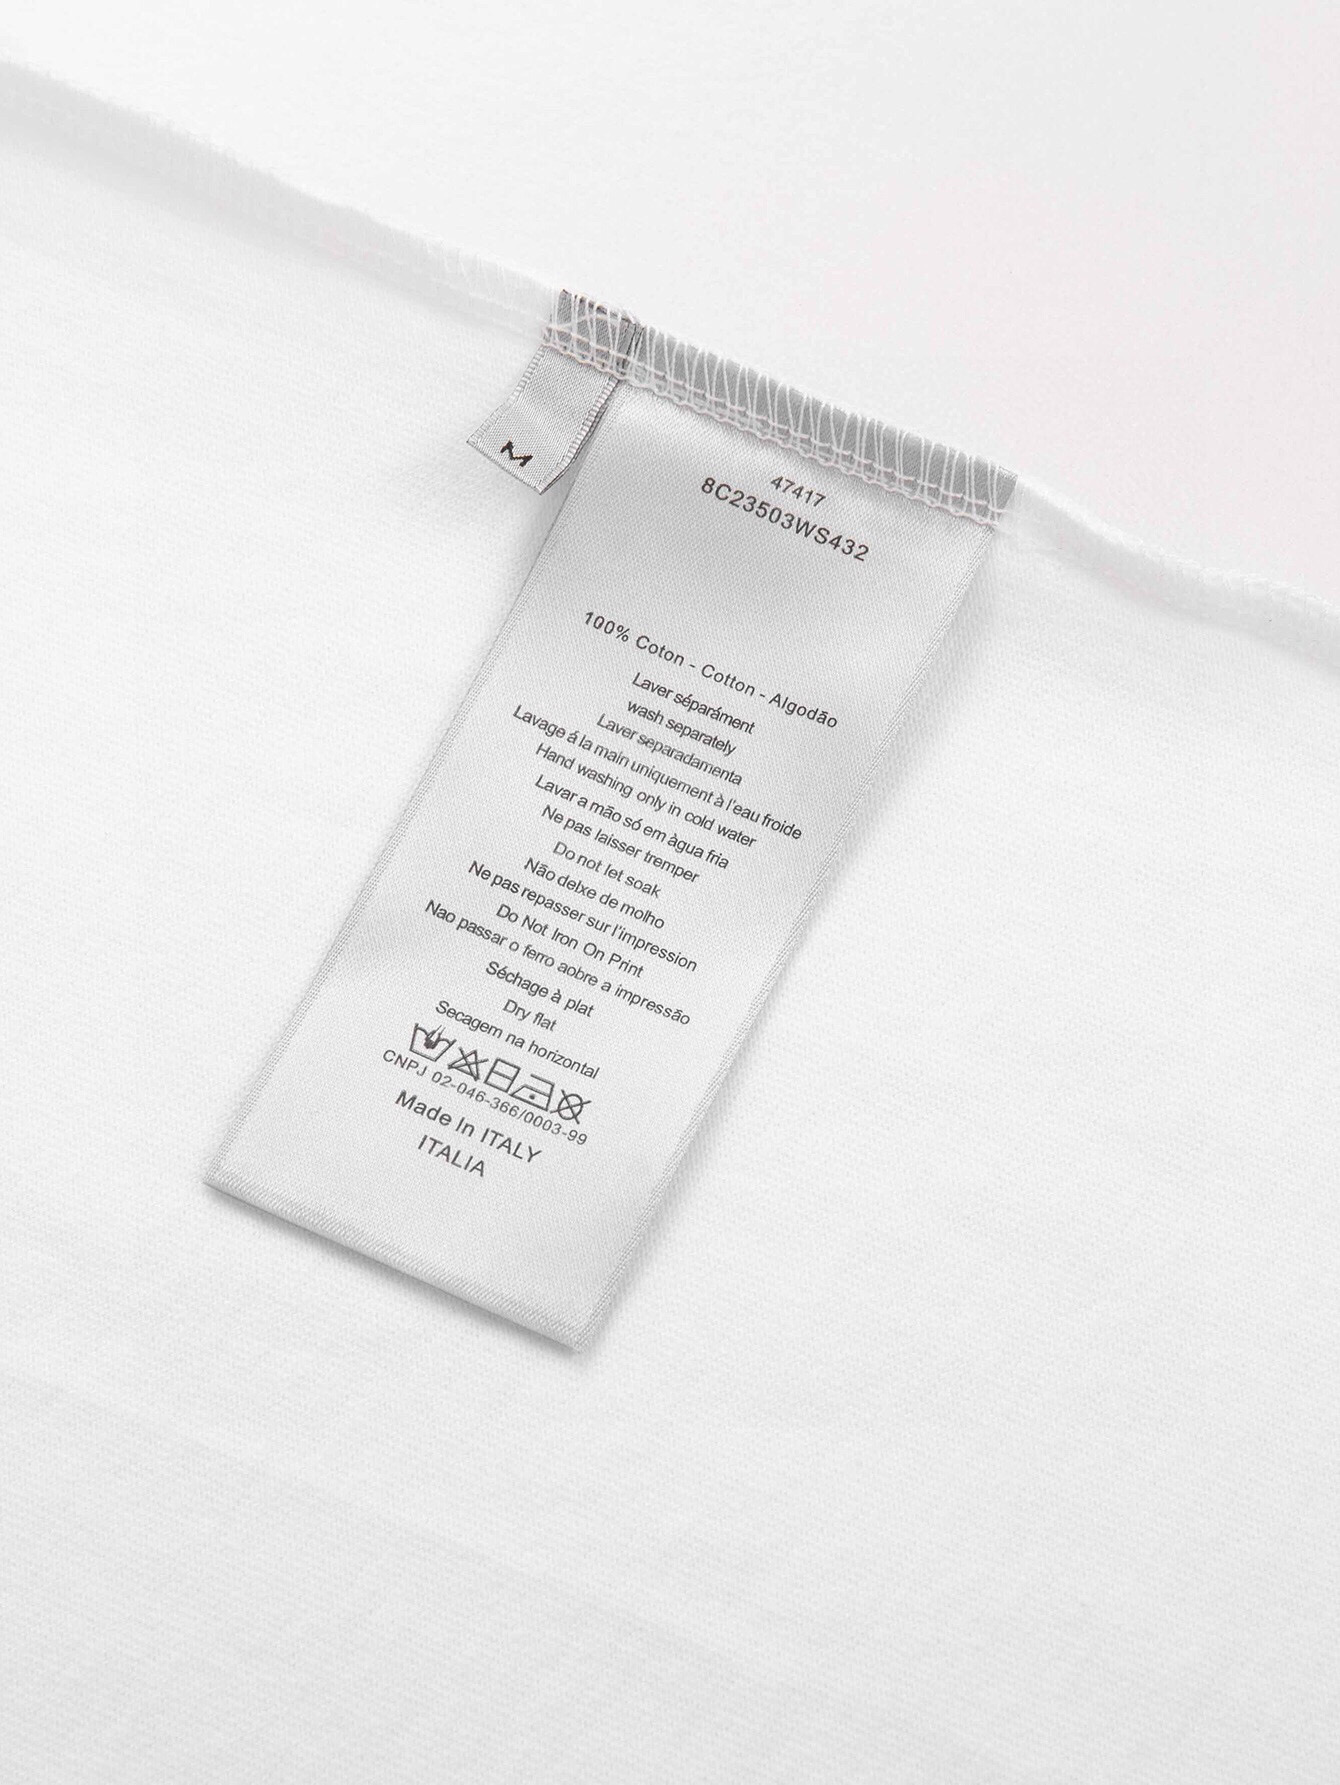 M
47417
8C23503WS432
100% Coton - Cotton - Algodão
Laver séparáment
wash separately
Laver separadamenta
Lavage á la main uniquement à l'eau froide
Hand washing only in cold water
Lavar a mão só em àgua fria
Ne pas laisser tremper
Do not let soak
Não delxe de molho
Ne pas repasser sur l'impression
Do Not Iron On Print
Nao passar o ferro aobre a impressão
Séchage à plat
Dry flat
Secagem na horizontal
CNPJ 02-046-366/0003-99
Made In ITALY
ITALIA